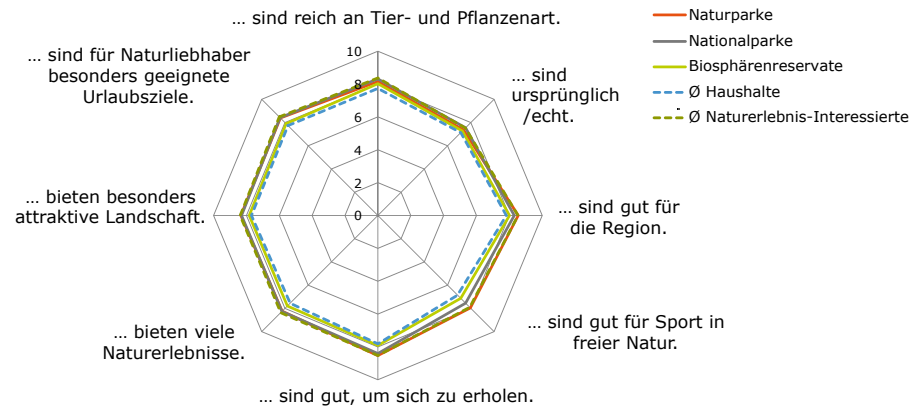 ... sind reich an Tier- und Pflanzenart.
... sind
ursprünglich
/echt.
... sind gut für
die Region.
... sind gut für Sport in
freier Natur.
... sind gut, um sich zu erholen.
... bieten viele
Naturerlebnisse.
... bieten besonders
attraktive Landschaft.
... sind für Naturliebhaber
besonders geeignete
Urlaubsziele.
10
8
6
4
2
0
Naturparke
Nationalparke
Biosphärenreservate
Ø Haushalte
Ø Naturerlebnis-Interessierte